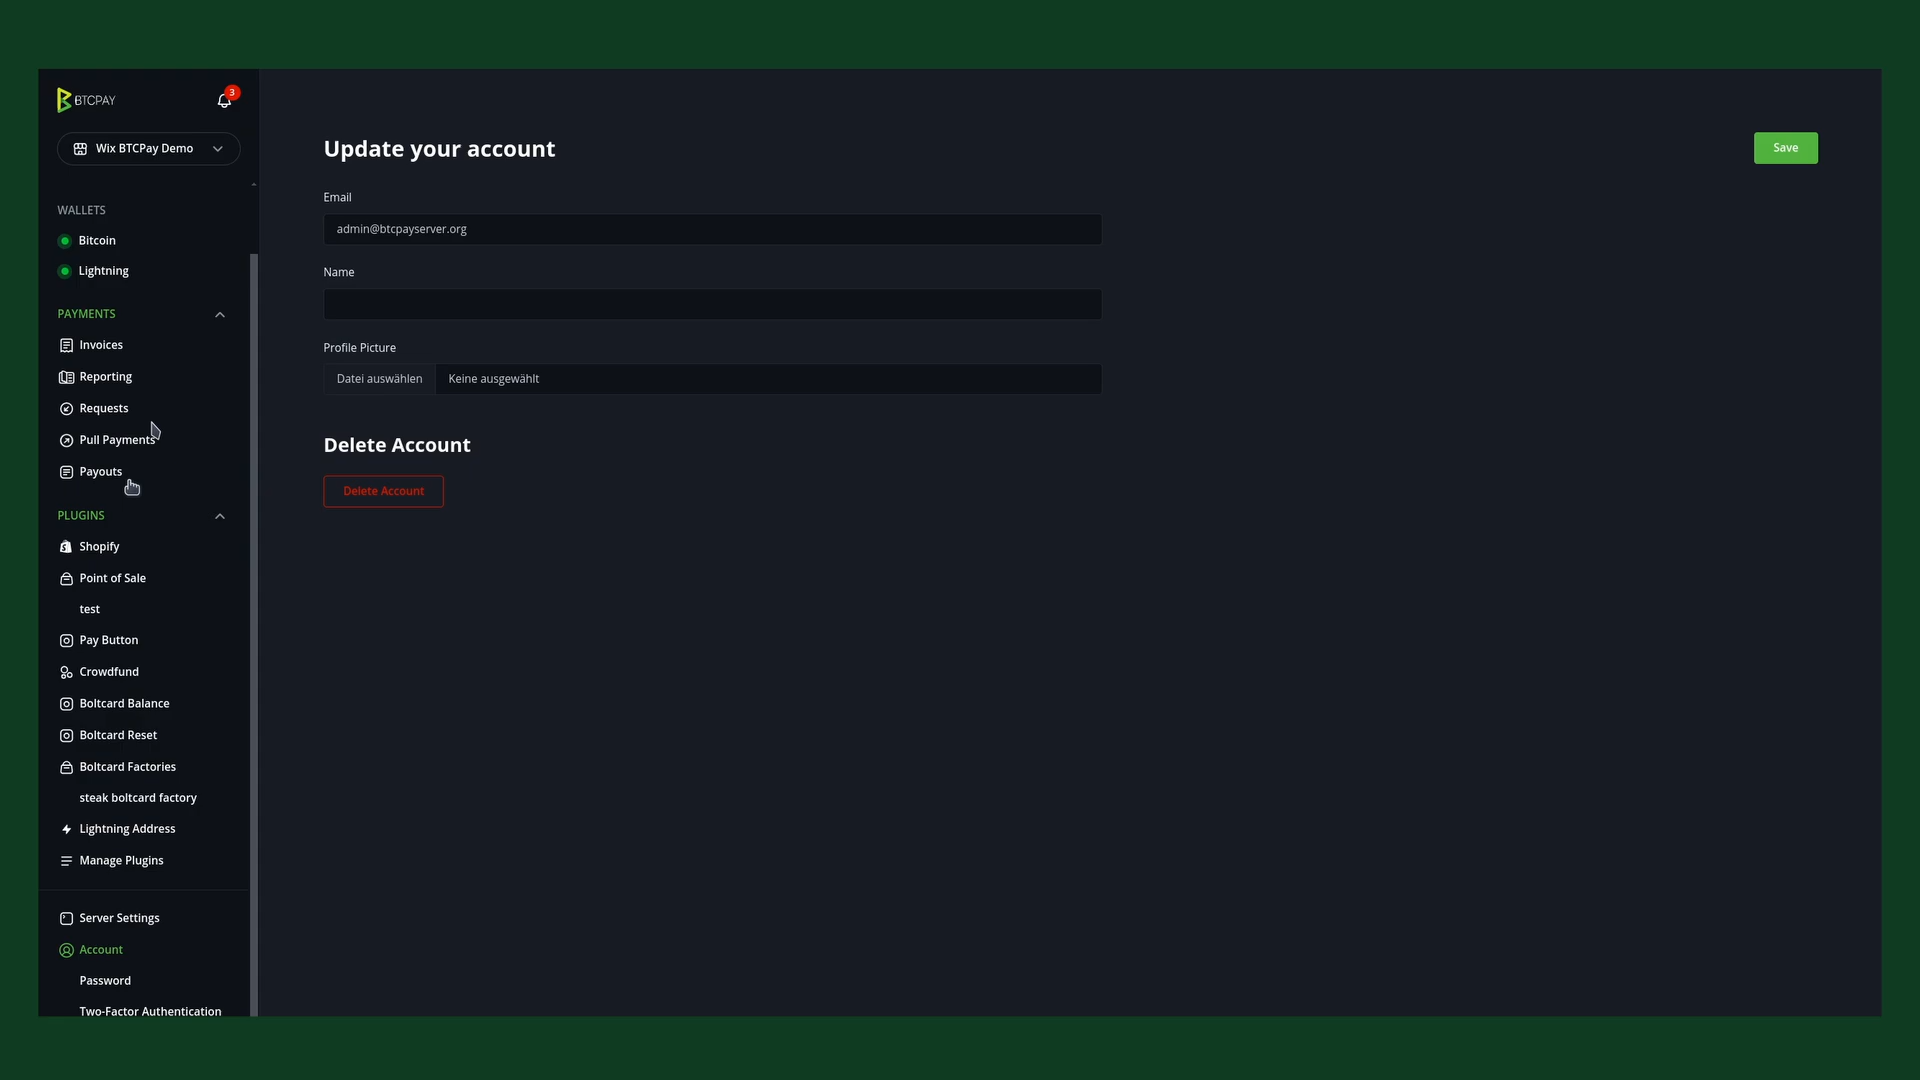 BTCPAY
3
Wix BTCPay Demo
WALLETS
Bitcoin
Lightning
PAYMENTS
Invoices
Reporting
Requests
Pull Payments
Payouts
PLUGINS
Shopify
Point of Sale
test
Pay Button
Crowdfund
Boltcard Balance
Boltcard Reset
Boltcard Factories
steak boltcard factory
Lightning Address
Manage Plugins
Server Settings
Account
Password
Two-Factor Authentication
Update your account
Save
Email
admin@btcpayserver.org
Name
Profile Picture
Datei auswählen Keine ausgewählt
Delete Account
Delete Account